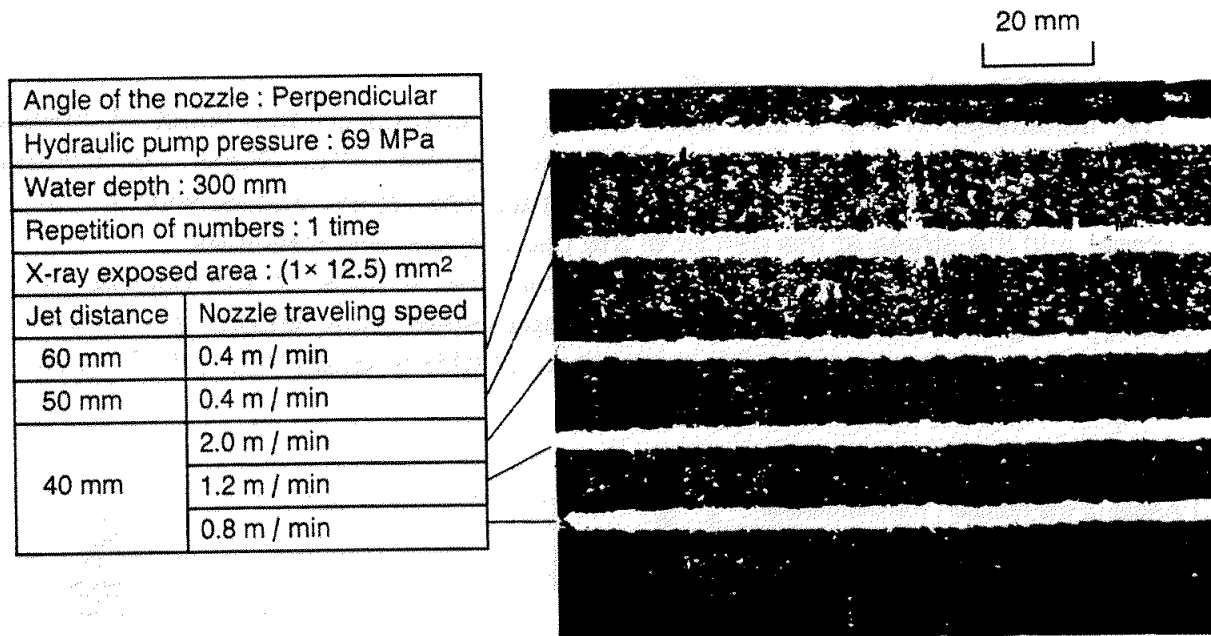 20 mm
Angle of the nozzle : Perpendicular
Hydraulic pump pressure : 69 MPa
Water depth : 300 mm
Repetition of numbers : 1 time
X-ray exposed area : (1× 12.5) mm²
Jet distance Nozzle traveling speed
60 mm 0.4 m / min
50 mm 0.4 m / min
40 mm 2.0 m / min
1.2 m / min
0.8 m / min